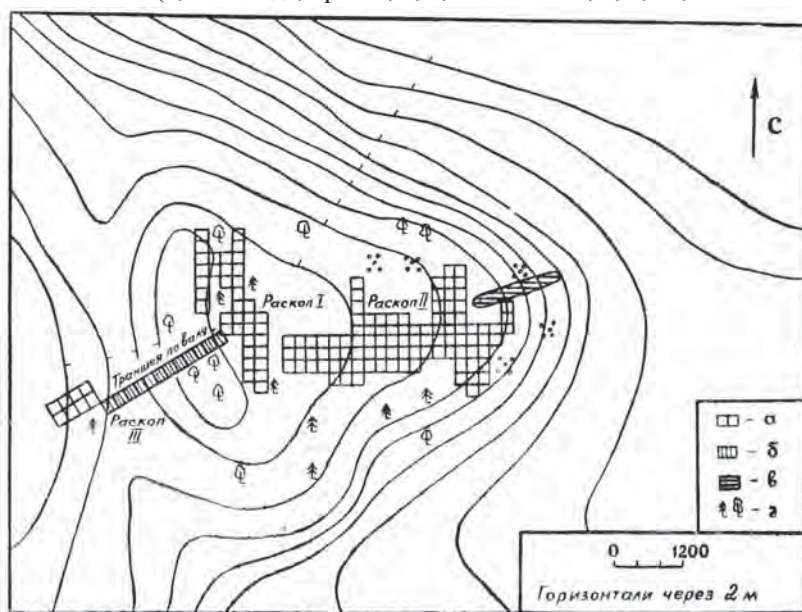 С
Раскоп I
Раскоп II
Траншея по валу
Раскоп
III
- а
- б
- в
- г
0 1200
Горизонтали через 2 м